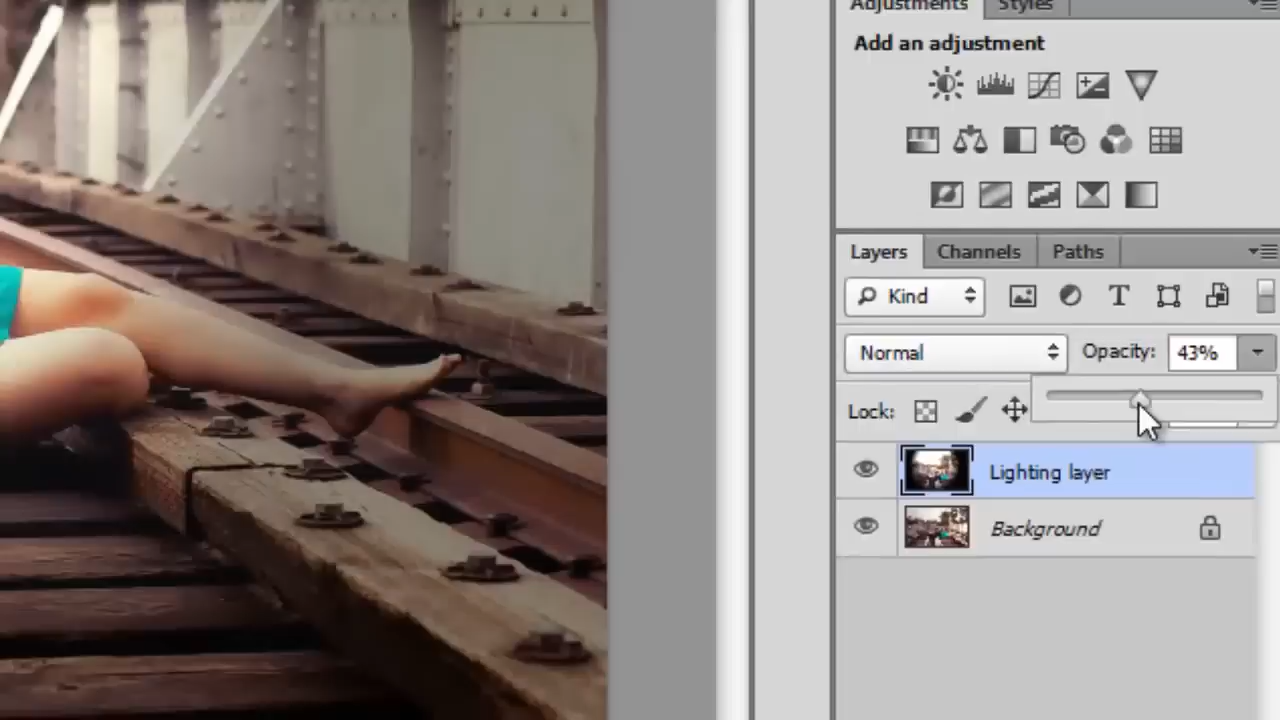 Adjustments Styles
Add an adjustment
Layers Channels Paths
Kind T
Normal Opacity: 43%
Lock:
Lighting layer
Background